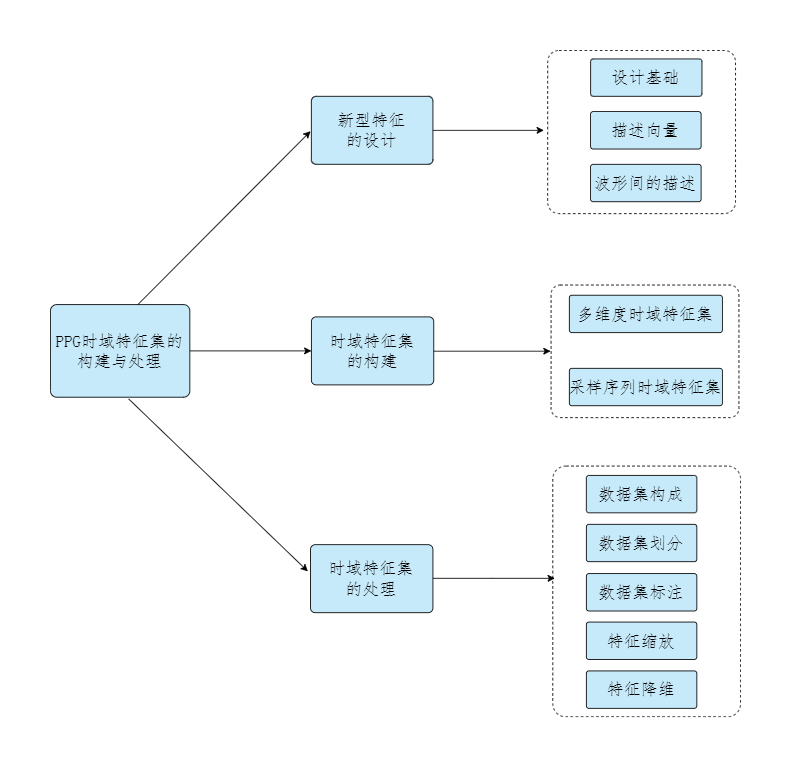 PPG时域特征集的
构建与处理
新型特征
的设计
设计基础
描述向量
波形间的描述
时域特征集
的构建
多维度时域特征集
采样序列时域特征集
时域特征集
的处理
数据集构成
数据集划分
数据集标注
特征缩放
特征降维